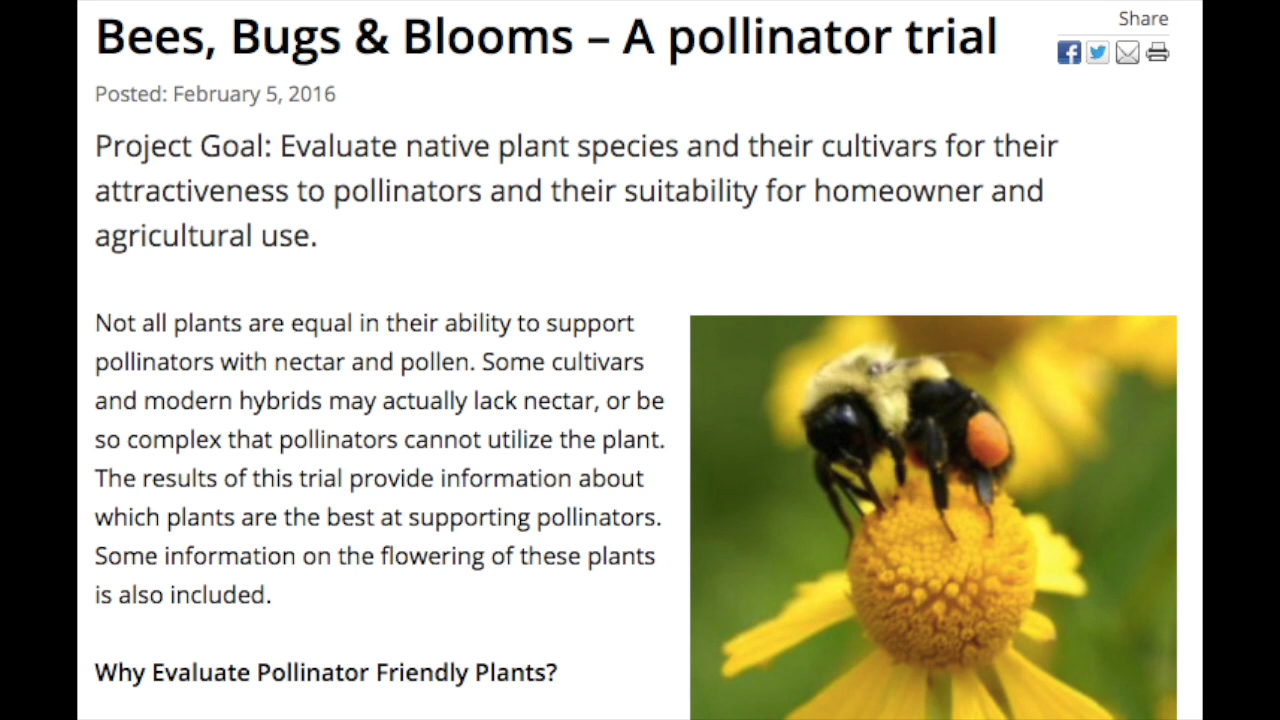 Bees, Bugs & Blooms – A pollinator trial
Share
Posted: February 5, 2016
Project Goal: Evaluate native plant species and their cultivars for their
attractiveness to pollinators and their suitability for homeowner and
agricultural use.
Not all plants are equal in their ability to support
pollinators with nectar and pollen. Some cultivars
and modern hybrids may actually lack nectar, or be
so complex that pollinators cannot utilize the plant.
The results of this trial provide information about
which plants are the best at supporting pollinators.
Some information on the flowering of these plants
is also included.
Why Evaluate Pollinator Friendly Plants?